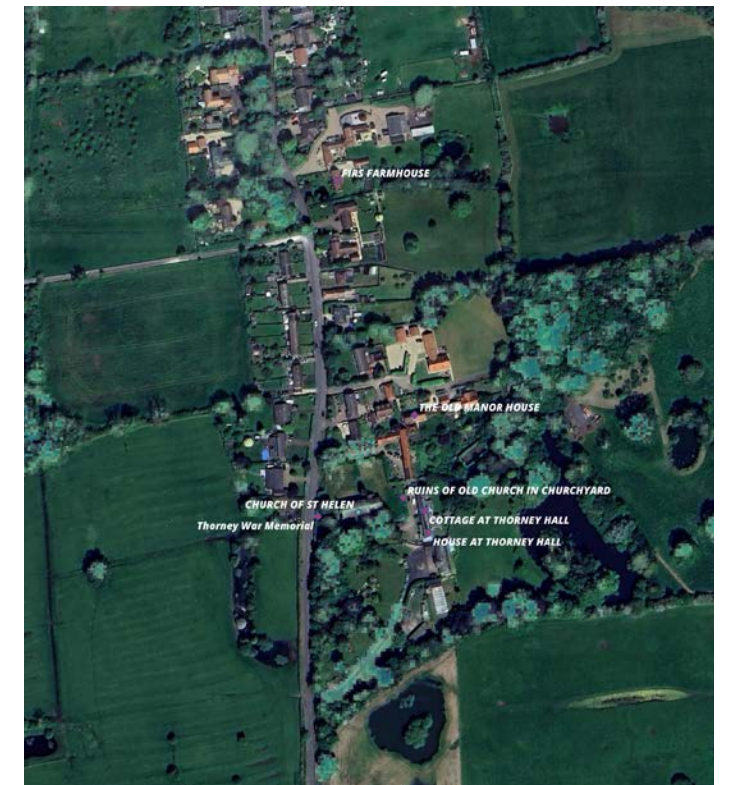 FIRS FARMHOUSE
THE OLD MANOR HOUSE
RUINS OF OLD CHURCH IN CHURCHYARD
CHURCH OF ST HELEN
COTTAGE AT THORNEY HALL
Thorney War Memorial
HOUSE AT THORNEY HALL